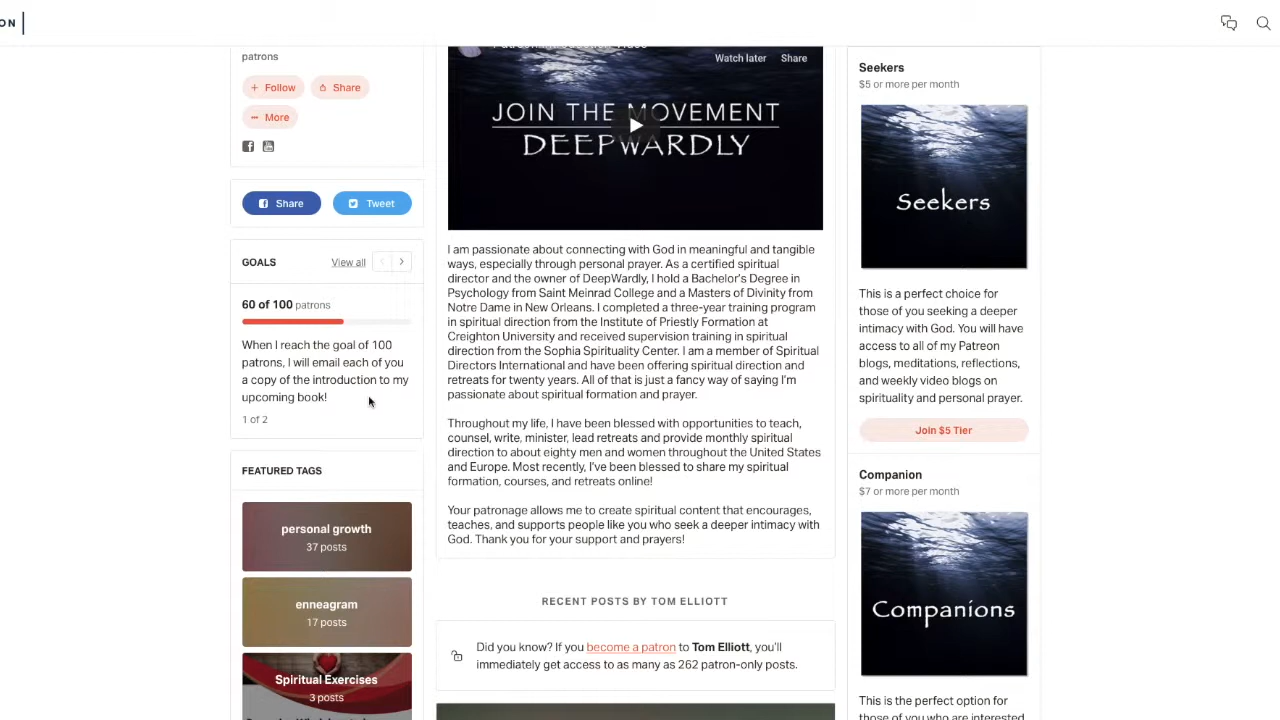 ON
patrons
Follow
Share
More
Share
Tweet
GOALS
View all
60 of 100 patrons
When I reach the goal of 100
patrons, I will email each of you
a copy of the introduction to my
upcoming book!
1 of 2
FEATURED TAGS
personal growth
37 posts
enneagram
17 posts
Spiritual Exercises
3 posts
Watch later
Share
JOIN THE MOVEMENT
DEEPWARDLY
I am passionate about connecting with God in meaningful and tangible
ways, especially through personal prayer. As a certified spiritual
director and the owner of DeepWardly, I hold a Bachelor's Degree in
Psychology from Saint Meinrad College and a Masters of Divinity from
Notre Dame in New Orleans. I completed a three-year training program
in spiritual direction from the Institute of Priestly Formation at
Creighton University and received supervision training in spiritual
direction from the Sophia Spirituality Center. I am a member of Spiritual
Directors International and have been offering spiritual direction and
retreats for twenty years. All of that is just a fancy way of saying I'm
passionate about spiritual formation and prayer.
Throughout my life, I have been blessed with opportunities to teach,
counsel, write, minister, lead retreats and provide monthly spiritual
direction to about eighty men and women throughout the United States
and Europe. Most recently, I've been blessed to share my spiritual
formation, courses, and retreats online!
Your patronage allows me to create spiritual content that encourages,
teaches, and supports people like you who seek a deeper intimacy with
God. Thank you for your support and prayers!
RECENT POSTS BY TOM ELLIOTT
Did you know? If you become a patron to Tom Elliott, you'll
immediately get access to as many as 262 patron-only posts.
Seekers
$5 or more per month
Seekers
This is a perfect choice for
those of you seeking a deeper
intimacy with God. You will have
access to all of my Patreon
blogs, meditations, reflections,
and weekly video blogs on
spirituality and personal prayer.
Join $5 Tier
Companion
$7 or more per month
Companions
This is the perfect option for
those of you who are interested